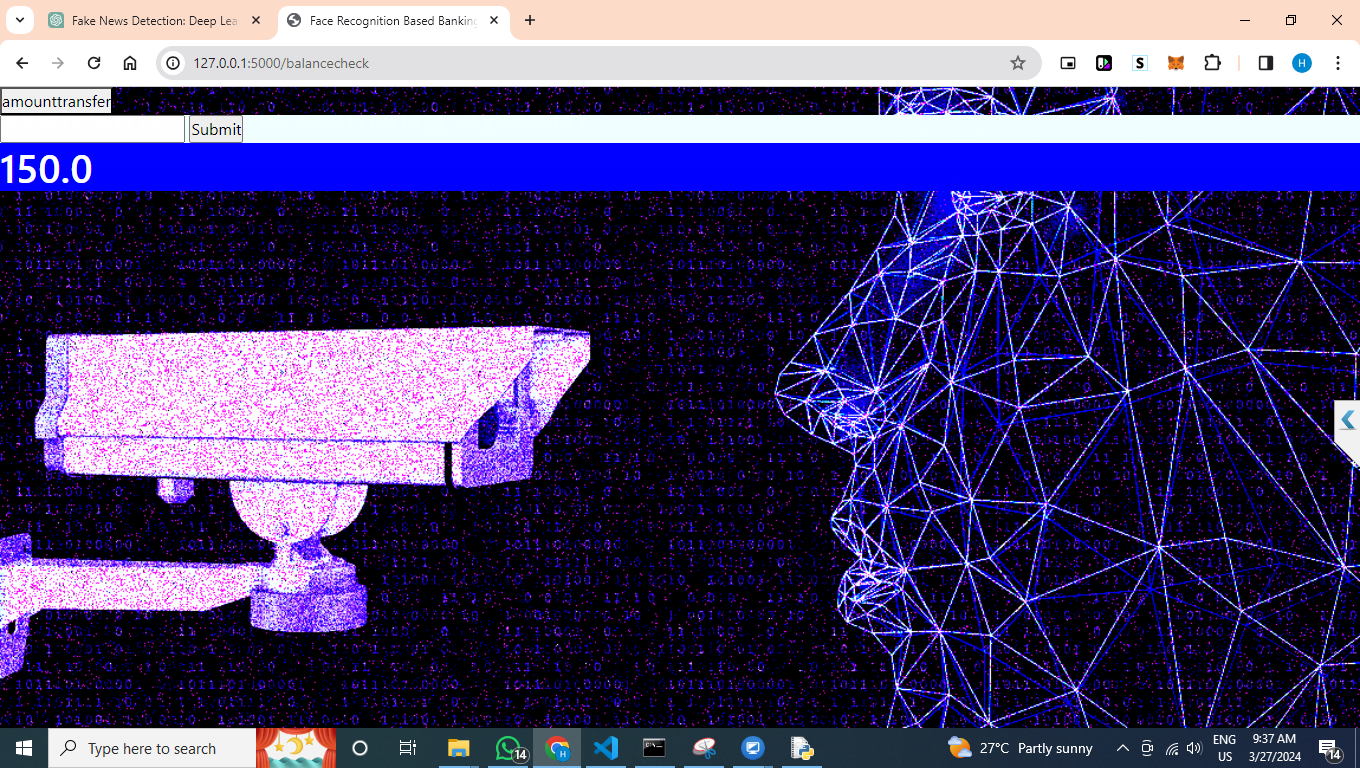 Fake News Detection: Deep Lea
Face Recognition Based Banking
127.0.0.1:5000/balancecheck
S
H
amounttransfer
Submit
150.0
Type here to search
14
27°C Partly sunny
ENG
US
9:37 AM
3/27/2024
14